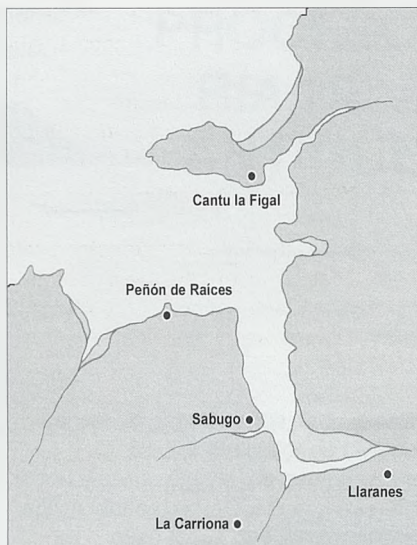 Cantu la Figal
Peñón de Raíces
Sabugo
Llaranes
La Carriona